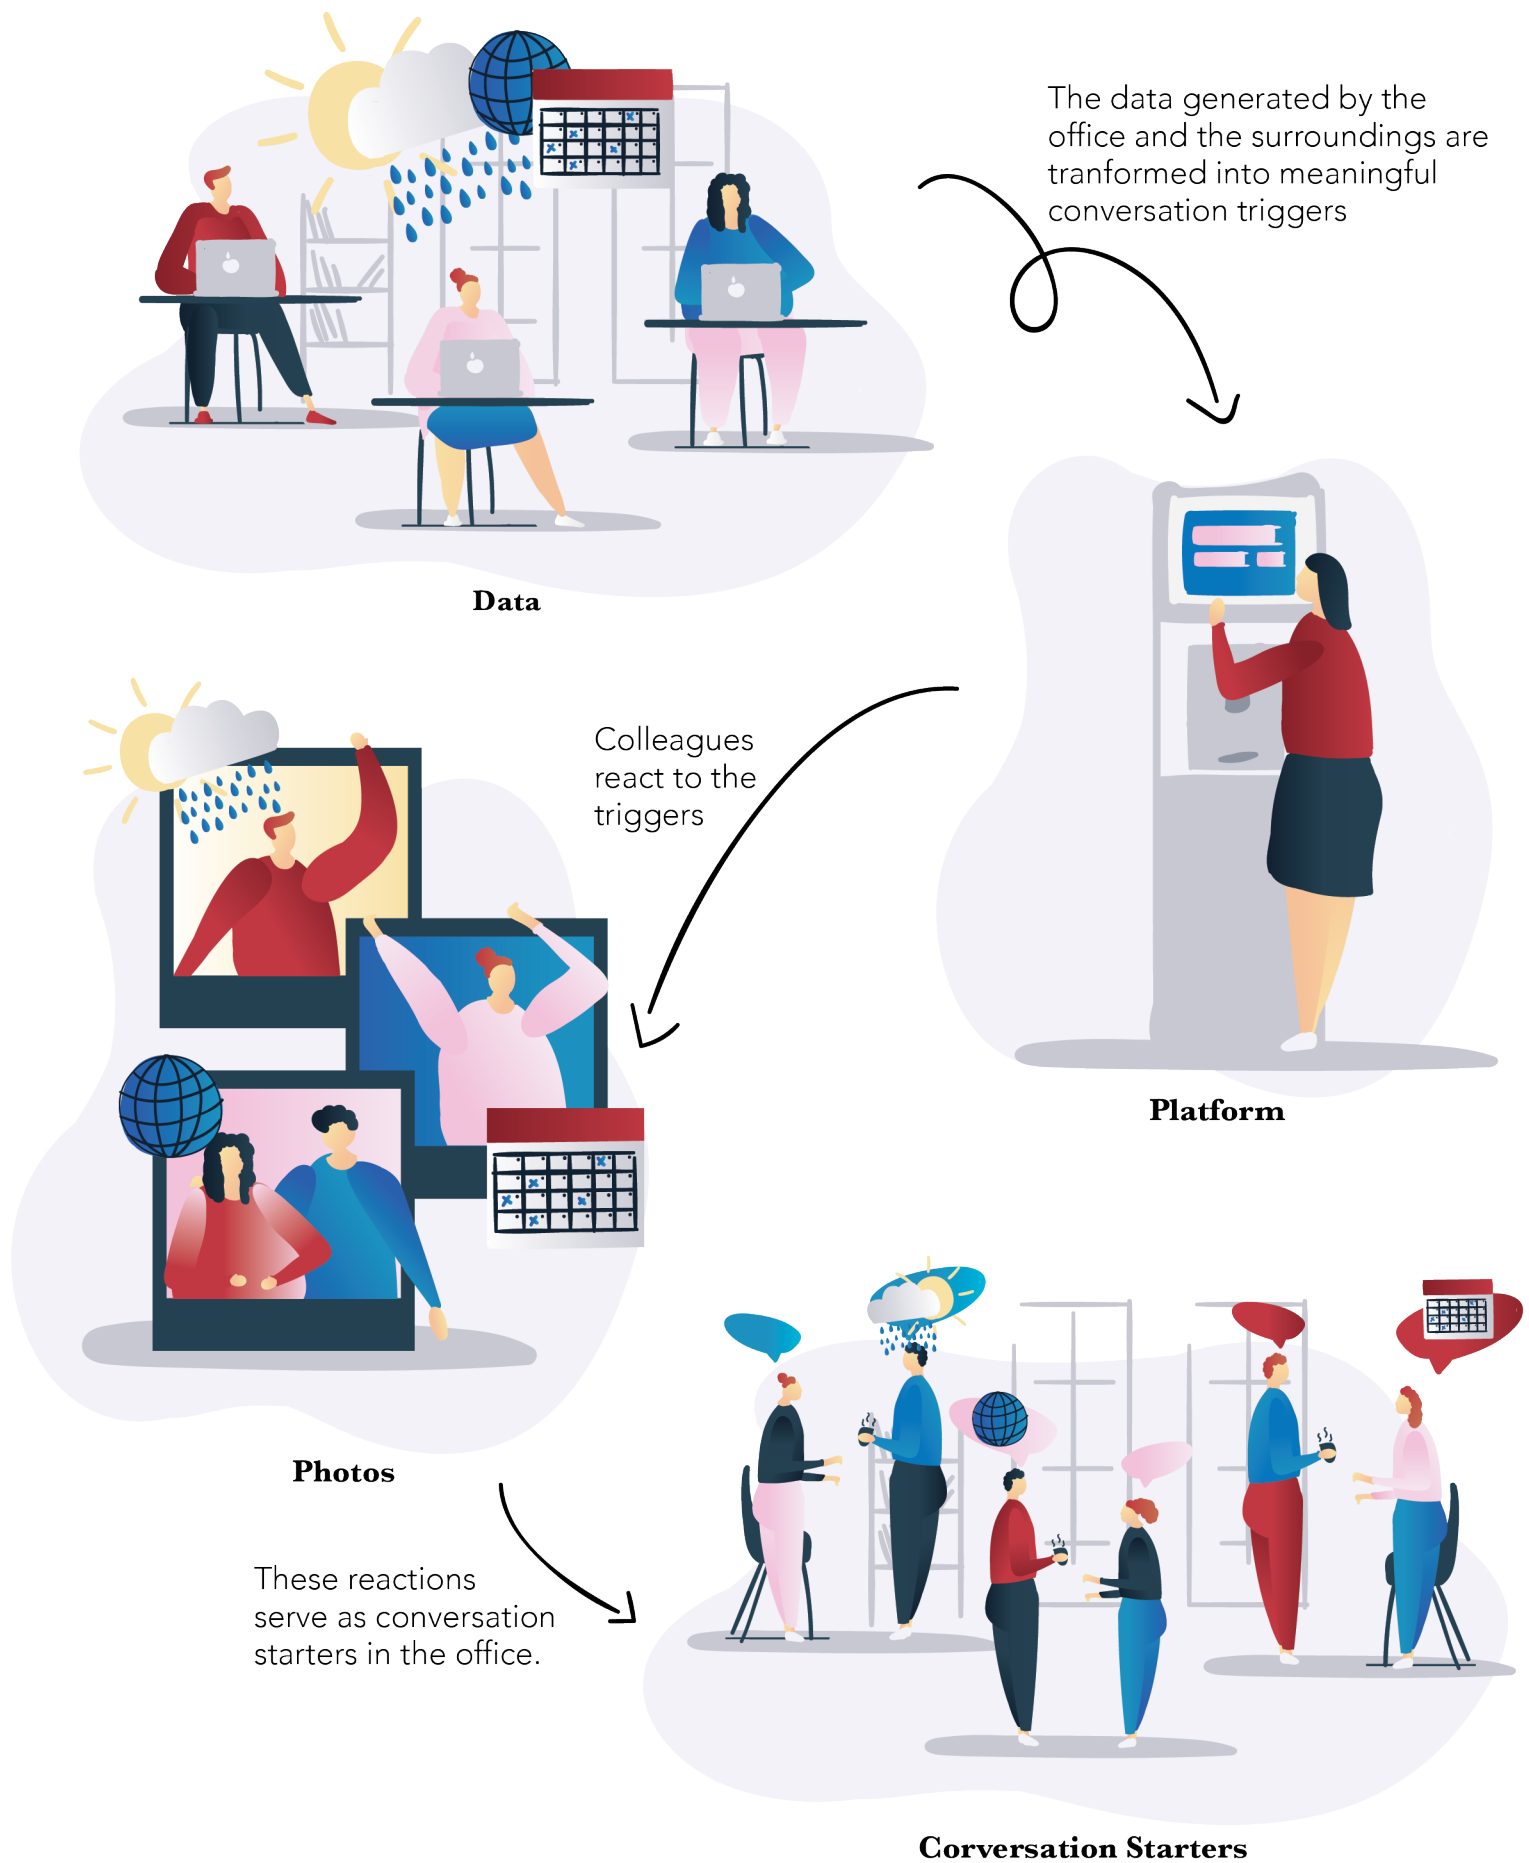 The data generated by the
office and the surroundings are
tranformed into meaningful
conversation triggers
Data
Colleagues
react to the
triggers
Platform
Photos
These reactions
serve as conversation
starters in the office.
Corversation Starters